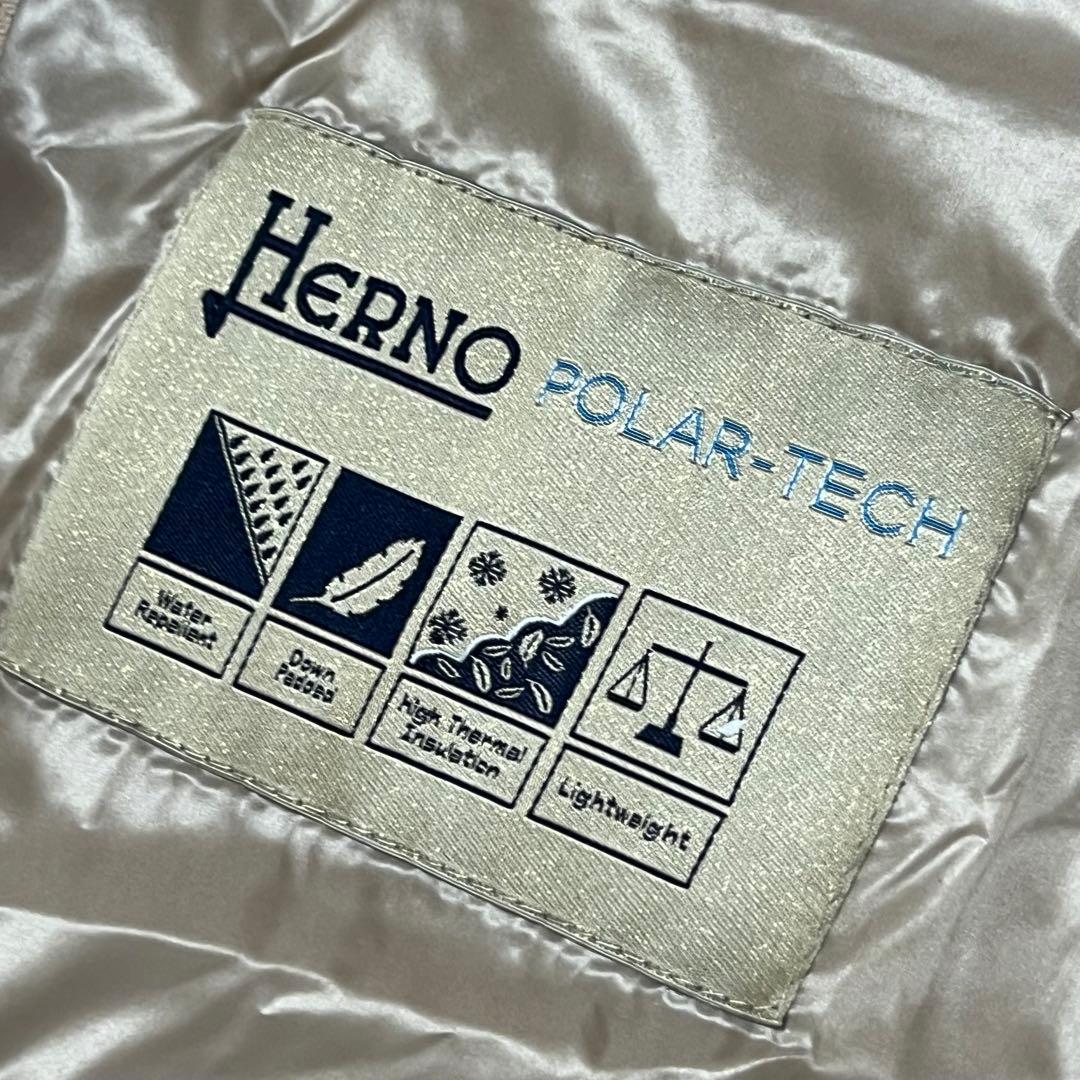 HERNO POLAR-TECH
Water
Repellent
Down
Padded
high Thermal
Insulation
Lightweight